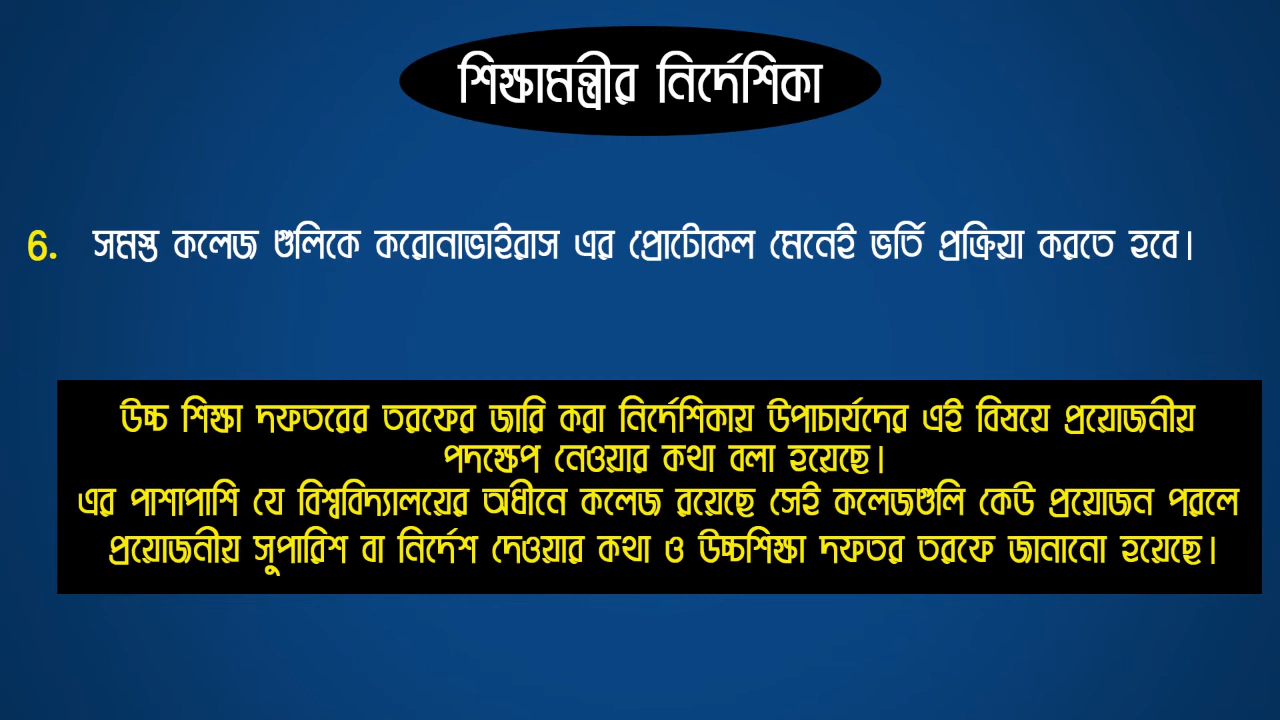 শিক্ষামন্ত্রীর নির্দেশিকা
6. সমস্ত কলেজ গুলিকে করোনাভাইরাস এর প্রোটোকল মেনেই ভর্তি প্রক্রিয়া করতে হবে।
উচ্চ শিক্ষা দফতরের তরফের জারি করা নির্দেশিকায় উপাচার্যদের এই বিষয়ে প্রয়োজনীয়
পদক্ষেপ নেওয়ার কথা বলা হয়েছে।
এর পাশাপাশি যে বিশ্ববিদ্যালয়ের অধীনে কলেজ রয়েছে সেই কলেজগুলি কেউ প্রয়োজন পরলে
প্রয়োজনীয় সুপারিশ বা নির্দেশ দেওয়ার কথা ও উচ্চশিক্ষা দফতর তরফে জানানো হয়েছে।